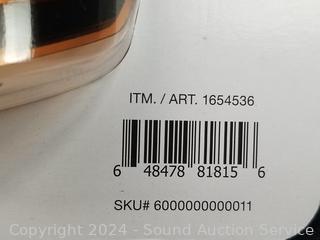 ITM. / ART. 1654536
6 48478 81815 6
SKU# 6000000000011
Copyright 2024 - Sound Auction Service